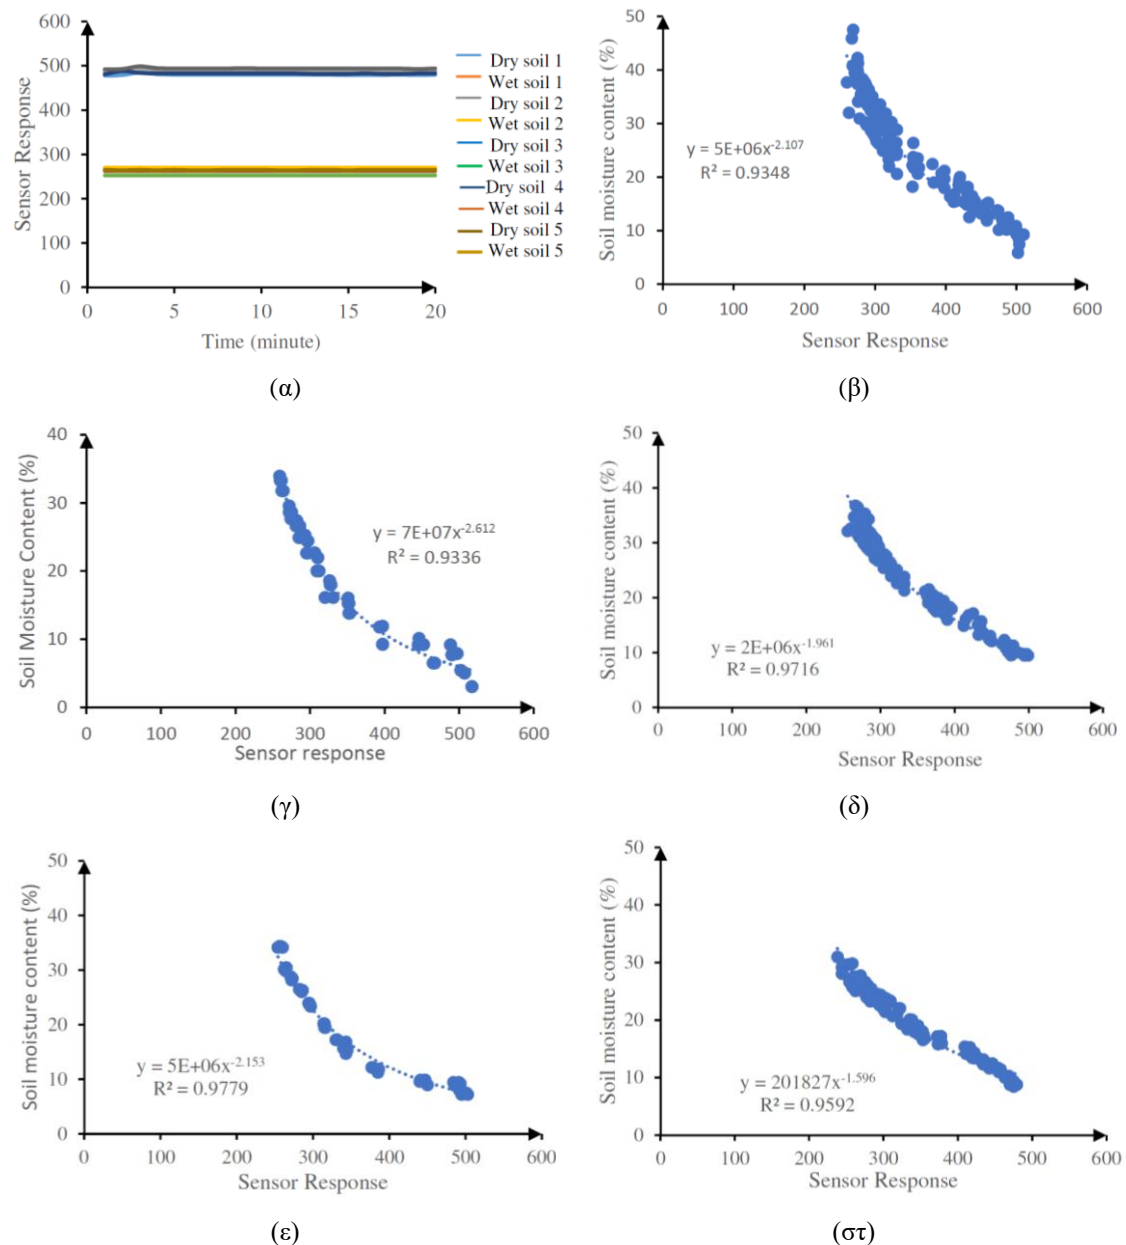 600
500
400
300
200
100
0
0 5 10 15 20
Sensor Response
Time (minute)
Dry soil 1
Wet soil 1
Dry soil 2
Wet soil 2
Dry soil 3
Wet soil 3
Dry soil 4
Wet soil 4
Dry soil 5
Wet soil 5
(α)
50
40
30
20
10
0
0 100 200 300 400 500 600
Soil moisture content (%)
y = 5E+06x^-2.107
R² = 0.9348
Sensor Response
(β)
40
30
20
10
0
0 100 200 300 400 500 600
Soil Moisture Content (%)
y = 7E+07x^-2.612
R² = 0.9336
Sensor response
(γ)
50
40
30
20
10
0
0 100 200 300 400 500 600
Soil moisture content (%)
y = 2E+06x^-1.961
R² = 0.9716
Sensor Response
(δ)
50
40
30
20
10
0
0 100 200 300 400 500 600
Soil moisture content (%)
y = 5E+06x^-2.153
R² = 0.9779
Sensor Response
(ε)
50
40
30
20
10
0
0 100 200 300 400 500 600
Soil moisture content (%)
y = 201827x^-1.596
R² = 0.9592
Sensor Response
(στ)